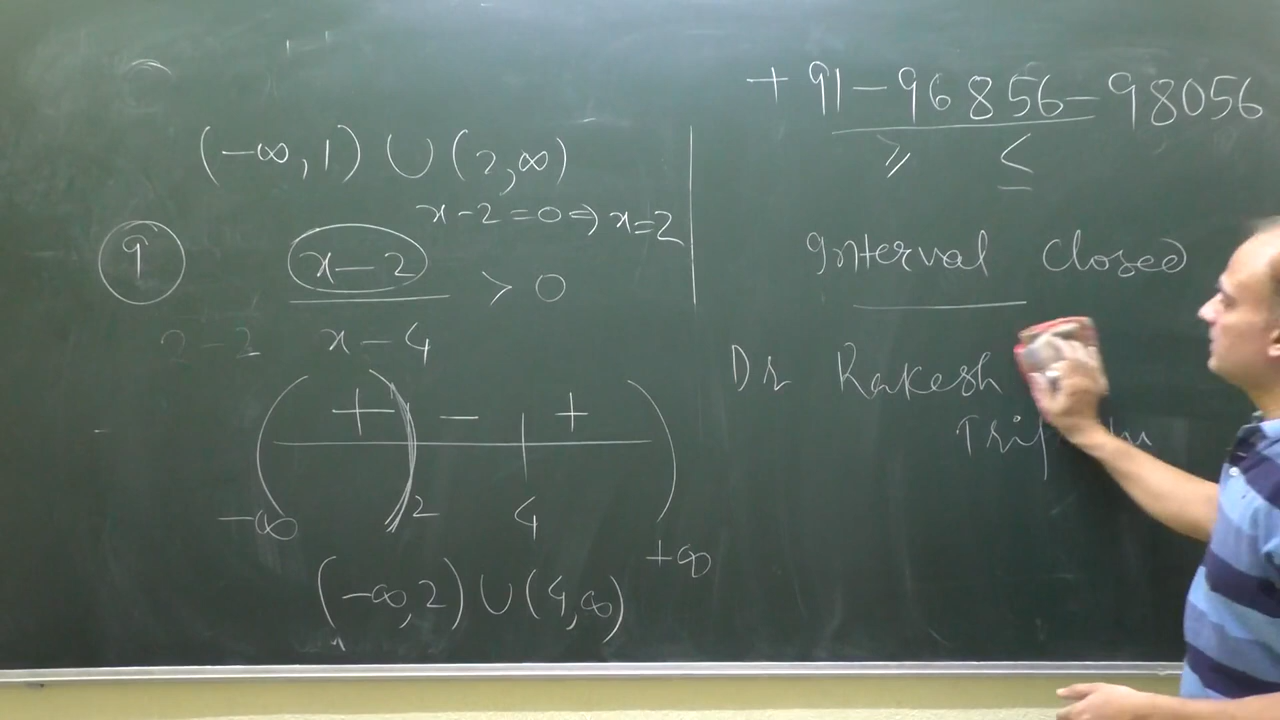 (-∞, 1) ∪ (2, ∞)
x - 2 = 0 ⇒ x = 2
9
x - 2
> 0
2 - 2 x - 4
+ - +
-∞ 2 4 +∞
(-∞, 2) ∪ (4, ∞)
+91-96856-98056
≥ ≤
Interval Closed
Dr Rakesh